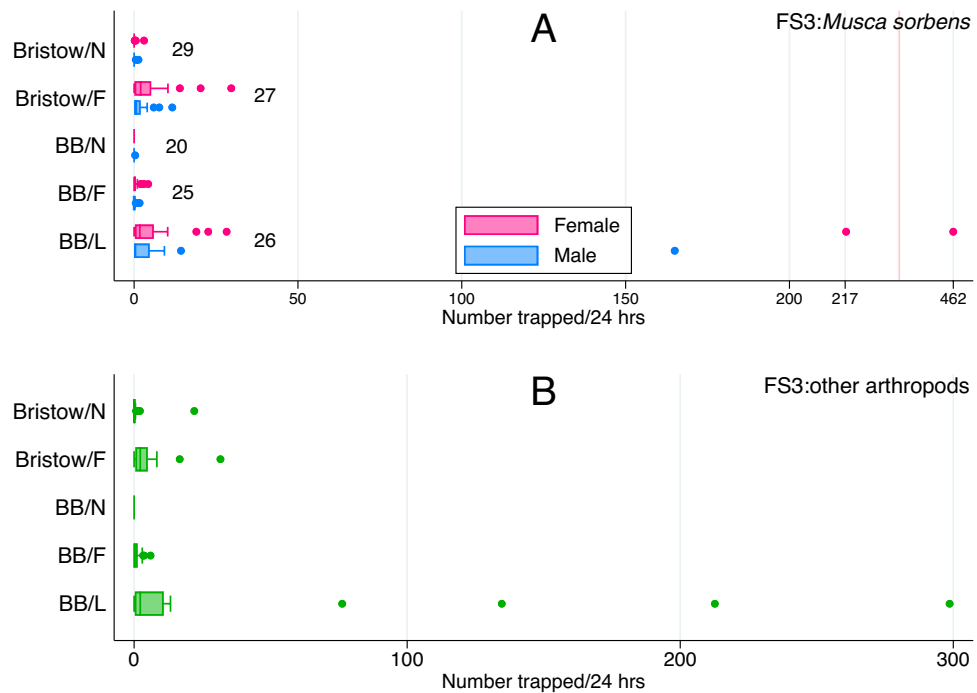 A
FS3:Musca sorbens
Bristow/N
29
Bristow/F
27
BB/N
20
BB/F
25
BB/L
26
Female
Male
0 50 100 150 200 217 462
Number trapped/24 hrs
B
FS3:other arthropods
Bristow/N
Bristow/F
BB/N
BB/F
BB/L
0 100 200 300
Number trapped/24 hrs